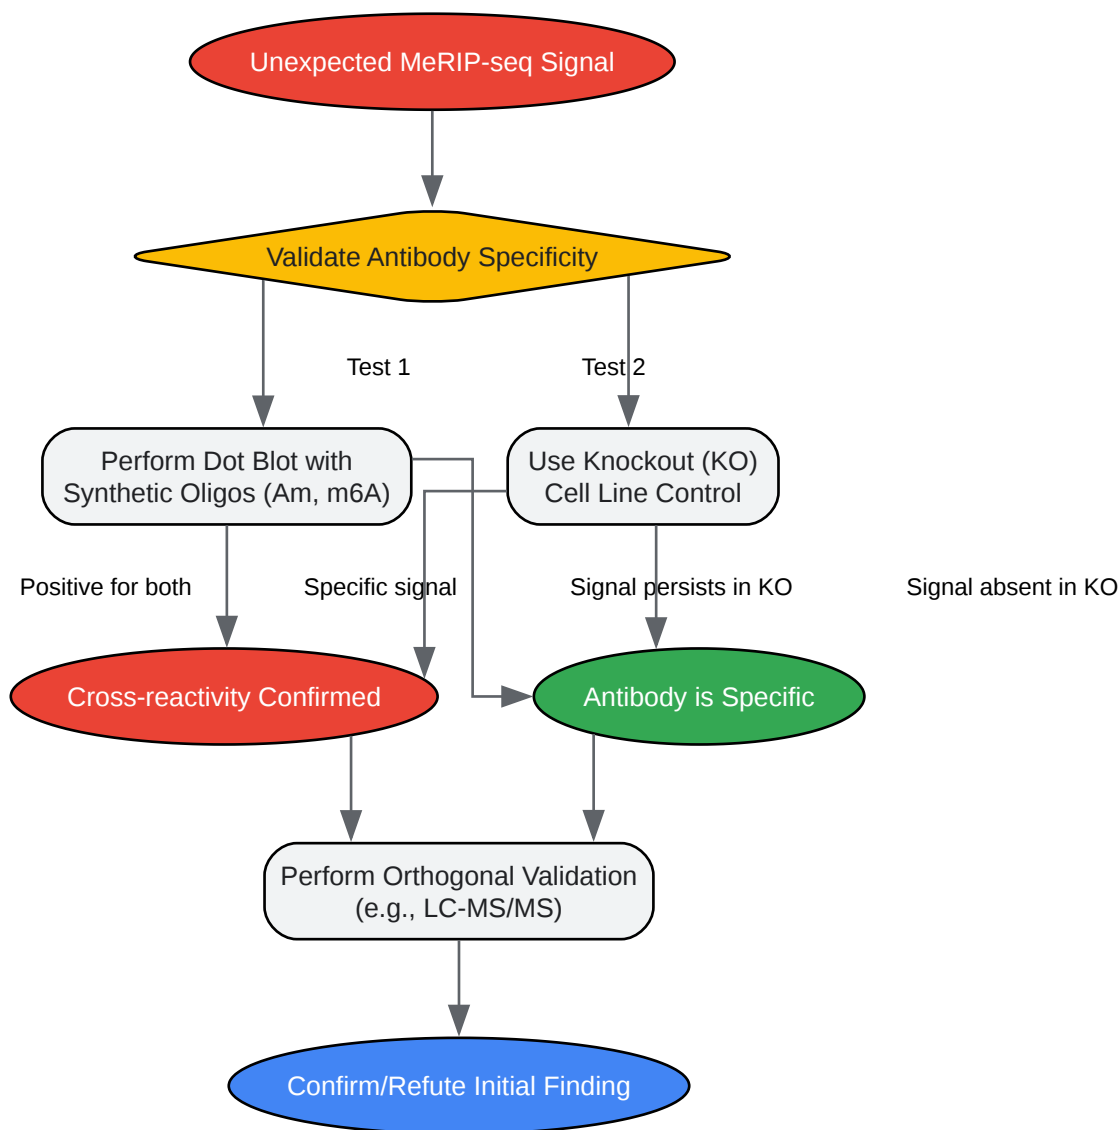 Unexpected MeRIP-seq Signal
Validate Antibody Specificity
Test 1
Test 2
Perform Dot Blot with
Synthetic Oligos (Am, m6A)
Use Knockout (KO)
Cell Line Control
Positive for both
Specific signal
Signal persists in KO
Signal absent in KO
Cross-reactivity Confirmed
Antibody is Specific
Perform Orthogonal Validation
(e.g., LC-MS/MS)
Confirm/Refute Initial Finding